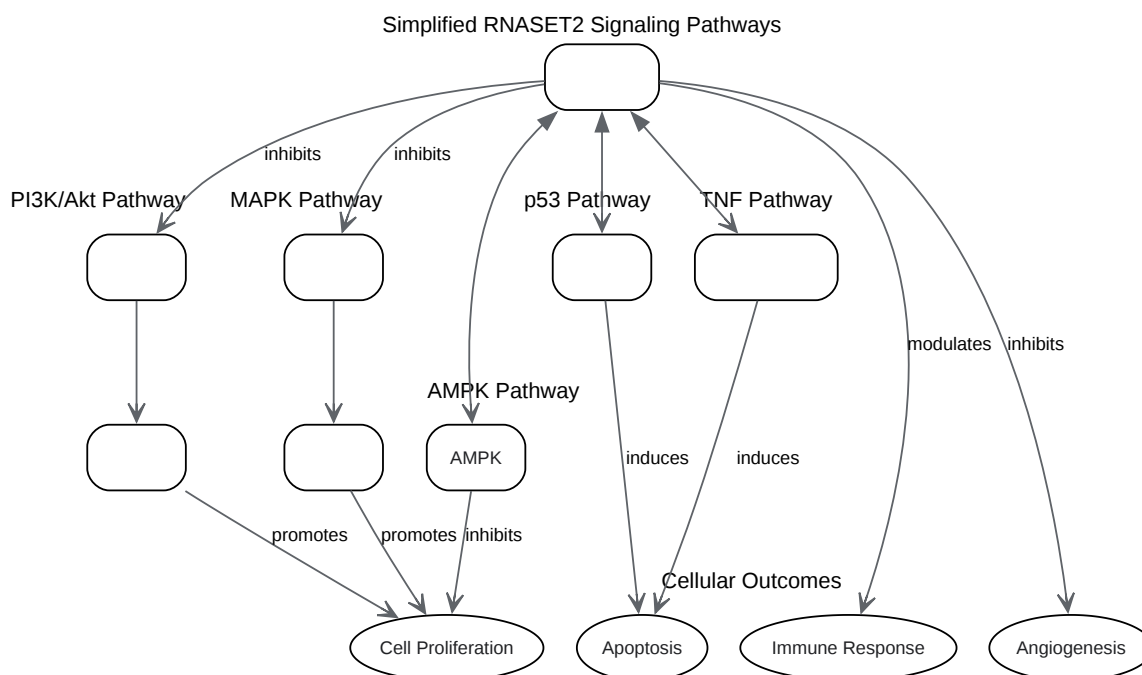 Simplified RNASET2 Signaling Pathways
inhibits
inhibits
PI3K/Akt Pathway
MAPK Pathway
p53 Pathway
TNF Pathway
modulates
inhibits
AMPK Pathway
AMPK
induces
induces
promotes
promotes
inhibits
Cellular Outcomes
Cell Proliferation
Apoptosis
Immune Response
Angiogenesis